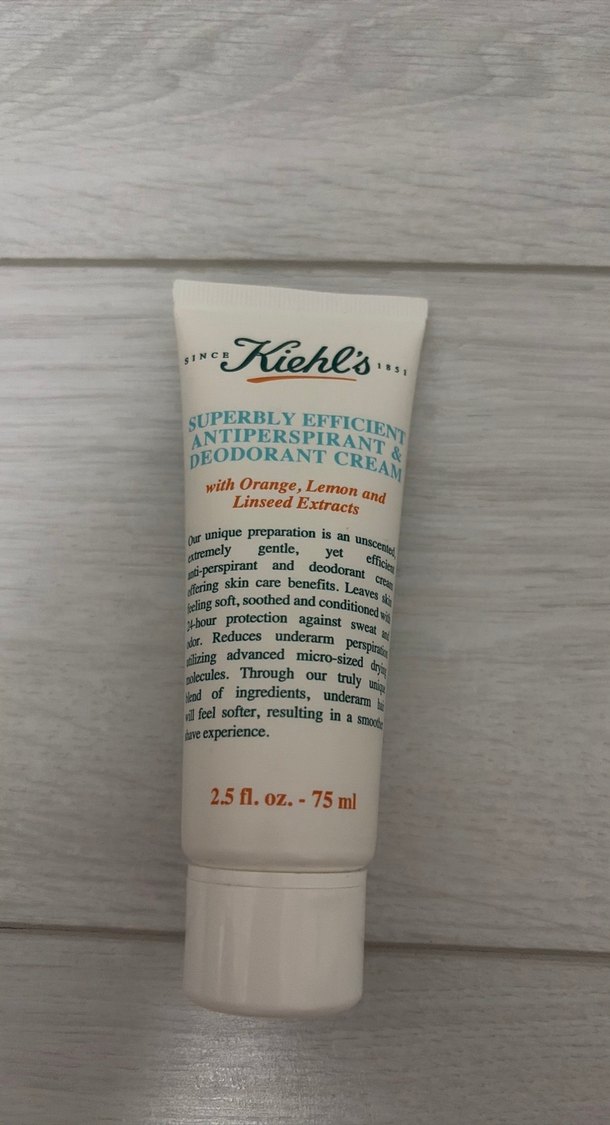 SINCE Kiehl's 1851
SUPERBLY EFFICIENT
ANTIPERSPIRANT &
DEODORANT CREAM
with Orange, Lemon and
Linseed Extracts
Our unique preparation is an unscented,
extremely gentle, yet efficient
anti-perspirant and deodorant cream
offering skin care benefits. Leaves skin
feeling soft, soothed and conditioned with
24-hour protection against sweat and
odor. Reduces underarm perspiration
utilizing advanced micro-sized drying
molecules. Through our truly unique
blend of ingredients, underarm hair
will feel softer, resulting in a smoother
shave experience.
2.5 fl. oz. - 75 ml